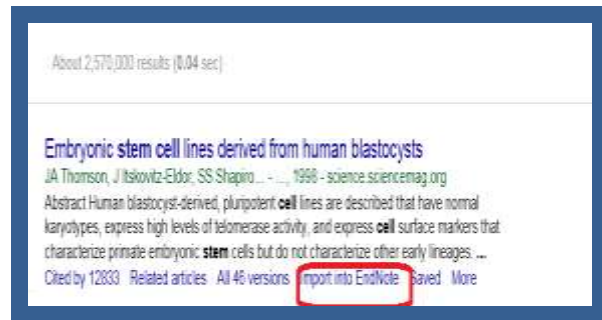 About 2,570,000 results (0.04 sec)
Embryonic stem cell lines derived from human blastocysts
JA Thomson, J Itskovitz-Eldor, SS Shapiro... - ..., 1998 - science.sciencemag.org
Abstract Human blastocyst-derived, pluripotent cell lines are described that have normal
karyotypes, express high levels of telomerase activity, and express cell surface markers that
characterize primate embryonic stem cells but do not characterize other early lineages. ...
Cited by 12833 Related articles All 46 versions Import into EndNote Saved More